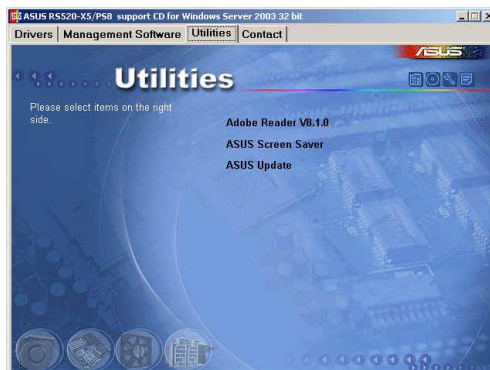 ASUS RS520-X5/PS8 support CD for Windows Server 2003 32 bit
Drivers Management Software Utilities Contact
ASUS
Utilities
Please select items on the right
side.
Adobe Reader V8.1.0
ASUS Screen Saver
ASUS Update